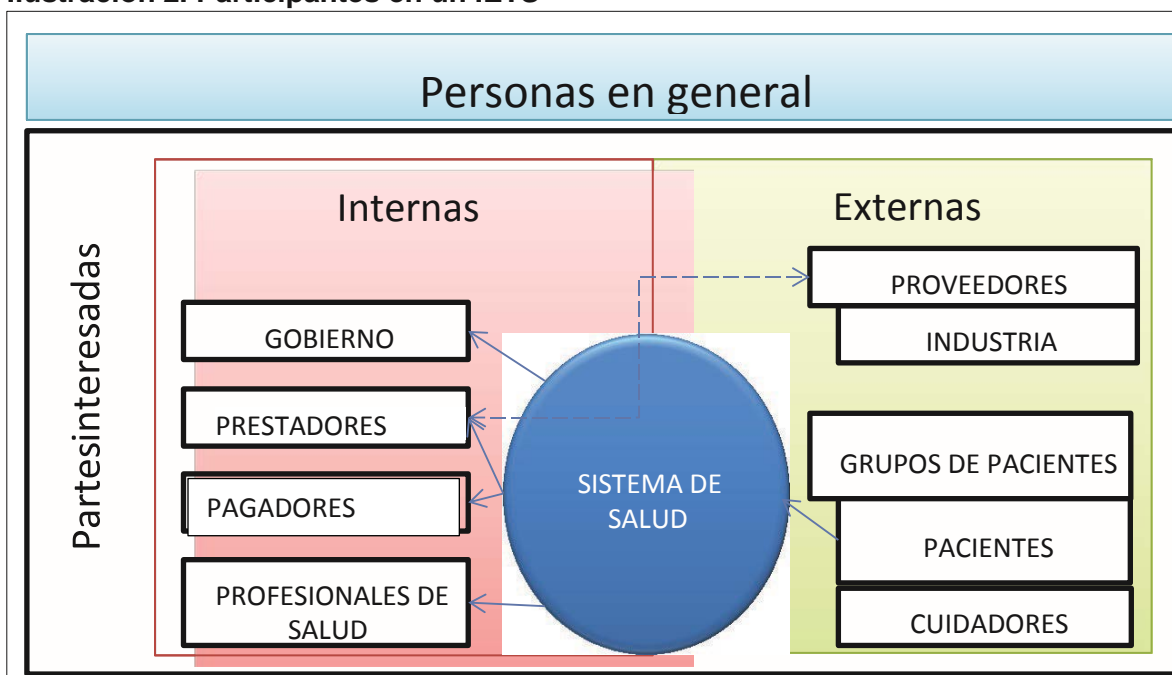 Personas en general
Partesinteresadas
Internas
Externas
GOBIERNO
PRESTADORES
PAGADORES
PROFESIONALES DE
SALUD
SISTEMA DE
SALUD
PROVEEDORES
INDUSTRIA
GRUPOS DE PACIENTES
PACIENTES
CUIDADORES